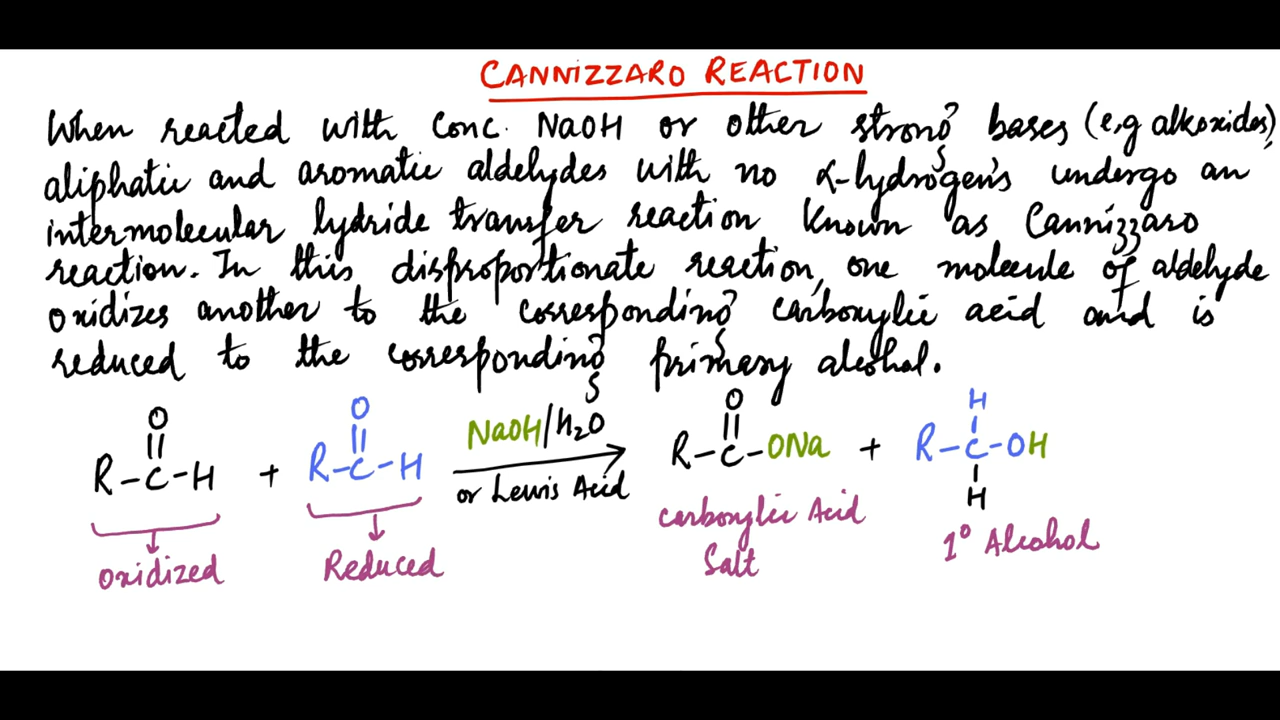 CANNIZZARO REACTION
When reacted with Conc. NaOH or other strong bases (e,g alkoxides),
aliphatic and aromatic aldehydes with no α-hydrogens undergo an
intermolecular hydride transfer reaction known as Cannizzaro
reaction. In this disproportionate reaction, one molecule of aldehyde
oxidizes another to the corresponding carboxylic acid and is
reduced to the corresponding primary alcohol.
O O NaOH/H2O O H
R-C-H + R-C-H or Lewis Acid R-C-ONa + R-C-OH
H
Oxidized Reduced Carboxylic Acid 1° Alcohol
Salt